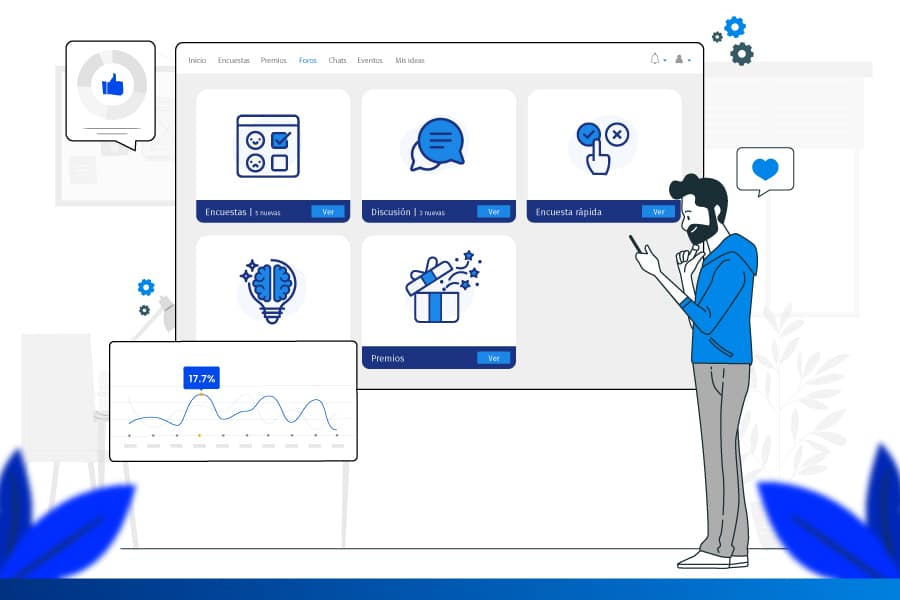 Inicio Encuestas Premios Foros Chats Eventos Mis ideas
Encuestas | 5 nuevas Ver
Discusión | 3 nuevas Ver
Encuesta rápida Ver
Premios Ver
17.7%